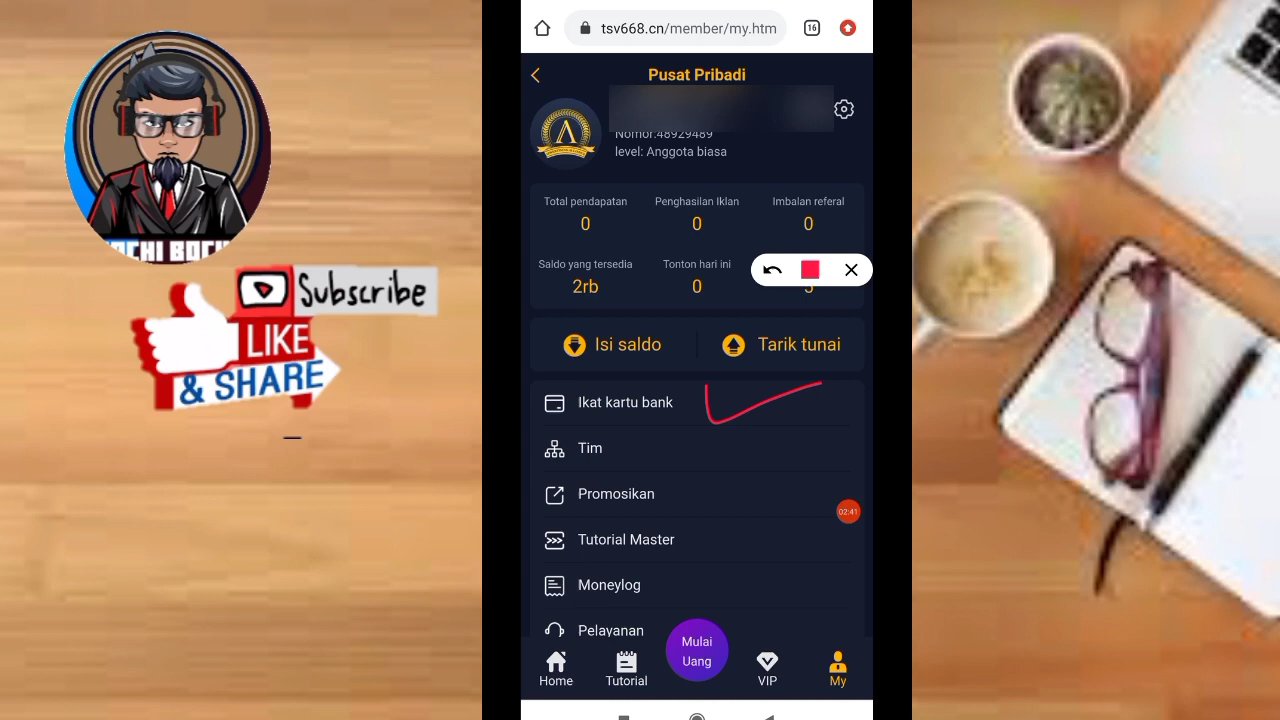 Subscribe
LIKE
& SHARE
tsv668.cn/member/my.htm
16
Pusat Pribadi
Nomor:48929489
level: Anggota biasa
Total pendapatan
Penghasilan Iklan
Imbalan referal
0
0
0
Saldo yang tersedia
Tonton hari ini
2rb
0
Isi saldo
Tarik tunai
Ikat kartu bank
Tim
Promosikan
02:41
Tutorial Master
Moneylog
Pelayanan
Mulai
Uang
Home
Tutorial
VIP
My